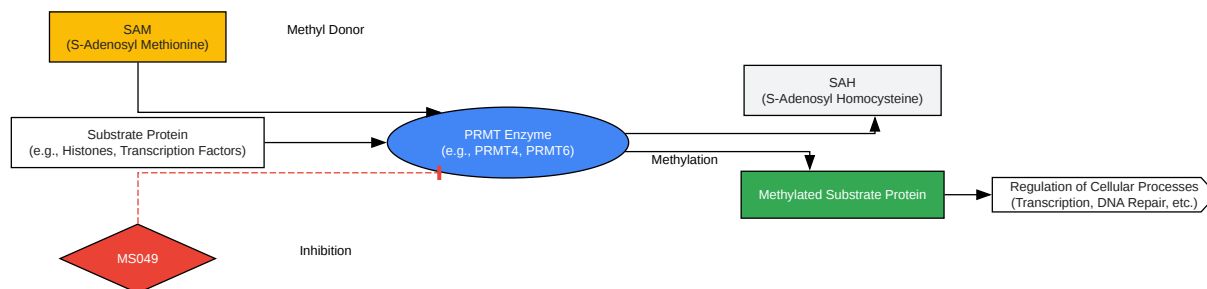 SAM
(S-Adenosyl Methionine)
Methyl Donor
SAH
(S-Adenosyl Homocysteine)
Substrate Protein
(e.g., Histones, Transcription Factors)
PRMT Enzyme
(e.g., PRMT4, PRMT6)
Methylation
Methylated Substrate Protein
Regulation of Cellular Processes
(Transcription, DNA Repair, etc.)
MS049
Inhibition